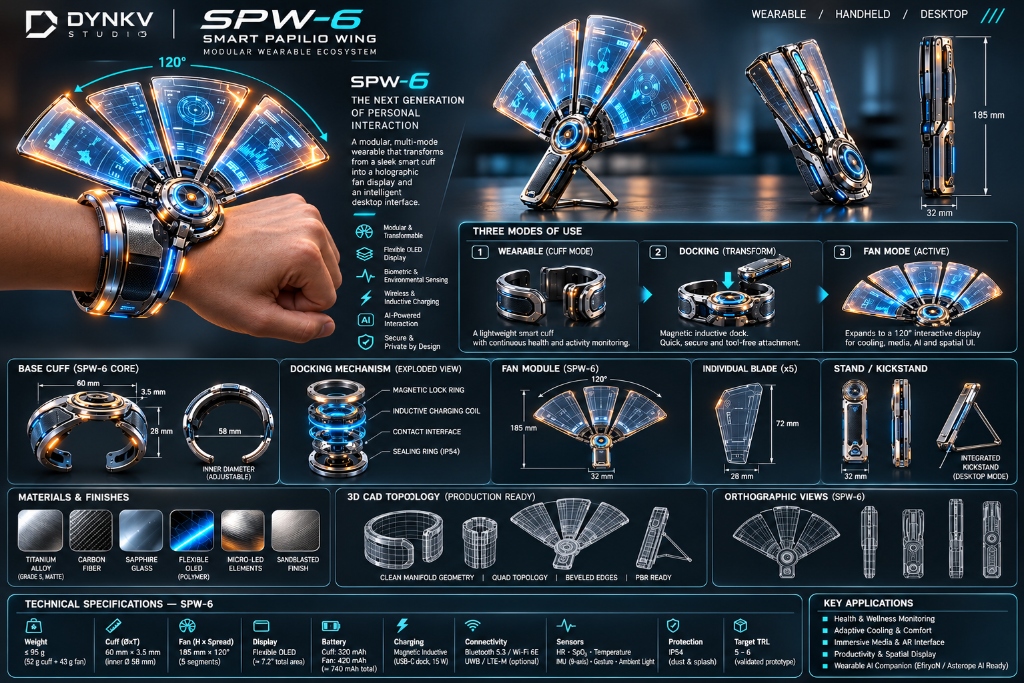 DYNKV
STUDIO
SPW-6
SMART PAPILIO WING
MODULAR WEARABLE ECOSYSTEM
WEARABLE / HANDHELD / DESKTOP ///
120°
SPW-6
THE NEXT GENERATION
OF PERSONAL
INTERACTION
A modular, multi-mode
wearable that transforms
from a sleek smart cuff
into a holographic
fan display and
an intelligent
desktop interface.
Modular &
Transformable
Flexible OLED
Display
Biometric &
Environmental Sensing
Wireless &
Inductive Charging
AI
AI-Powered
Interaction
Secure &
Private by Design
185 mm
32 mm
THREE MODES OF USE
1 WEARABLE (CUFF MODE)
A lightweight smart cuff
with continuous health and activity monitoring.
2 DOCKING (TRANSFORM)
Magnetic inductive dock.
Quick, secure and tool-free attachment.
3 FAN MODE (ACTIVE)
Expands to a 120° interactive display
for cooling, media, AI and spatial UI.
BASE CUFF (SPW-6 CORE)
60 mm
3.5 mm
28 mm
58 mm
INNER DIAMETER
(ADJUSTABLE)
DOCKING MECHANISM (EXPLODED VIEW)
MAGNETIC LOCK RING
INDUCTIVE CHARGING COIL
CONTACT INTERFACE
SEALING RING (IP54)
FAN MODULE (SPW-6)
120°
185 mm
32 mm
INDIVIDUAL BLADE (x5)
72 mm
28 mm
STAND / KICKSTAND
32 mm
INTEGRATED
KICKSTAND
(DESKTOP MODE)
MATERIALS & FINISHES
TITANIUM
ALLOY
(GRADE 5, MATTE)
CARBON
FIBER
SAPPHIRE
GLASS
FLEXIBLE
OLED
(POLYMER)
MICRO-LED
ELEMENTS
SANDBLASTED
FINISH
3D CAD TOPOLOGY (PRODUCTION READY)
CLEAN MANIFOLD GEOMETRY | QUAD TOPOLOGY | BEVELED EDGES | PBR READY
ORTHOGRAPHIC VIEWS (SPW-6)
TECHNICAL SPECIFICATIONS — SPW-6
Weight
≤ 95 g
(52 g cuff + 43 g fan)
Cuff (ØxT)
60 mm × 3.5 mm
(inner Ø 58 mm)
Fan (H x Spread)
185 mm × 120°
(5 segments)
Display
Flexible OLED
(≈ 7.2" total area)
Battery
Cuff: 320 mAh
Fan: 420 mAh
(≈ 740 mAh total)
Charging
Magnetic Inductive
(USB-C dock, 15 W)
Connectivity
Bluetooth 5.3 / Wi-Fi 6E
UWB / LTE-M (optional)
Sensors
HR · SpO₂ · Temperature
IMU (9-axis) · Gesture · Ambient Light
Protection
IP54
(dust & splash)
Target TRL
5 – 6
(validated prototype)
KEY APPLICATIONS
Health & Wellness Monitoring
Adaptive Cooling & Comfort
Immersive Media & AR Interface
Productivity & Spatial Display
Wearable AI Companion (EfiryoN / Asterope AI Ready)